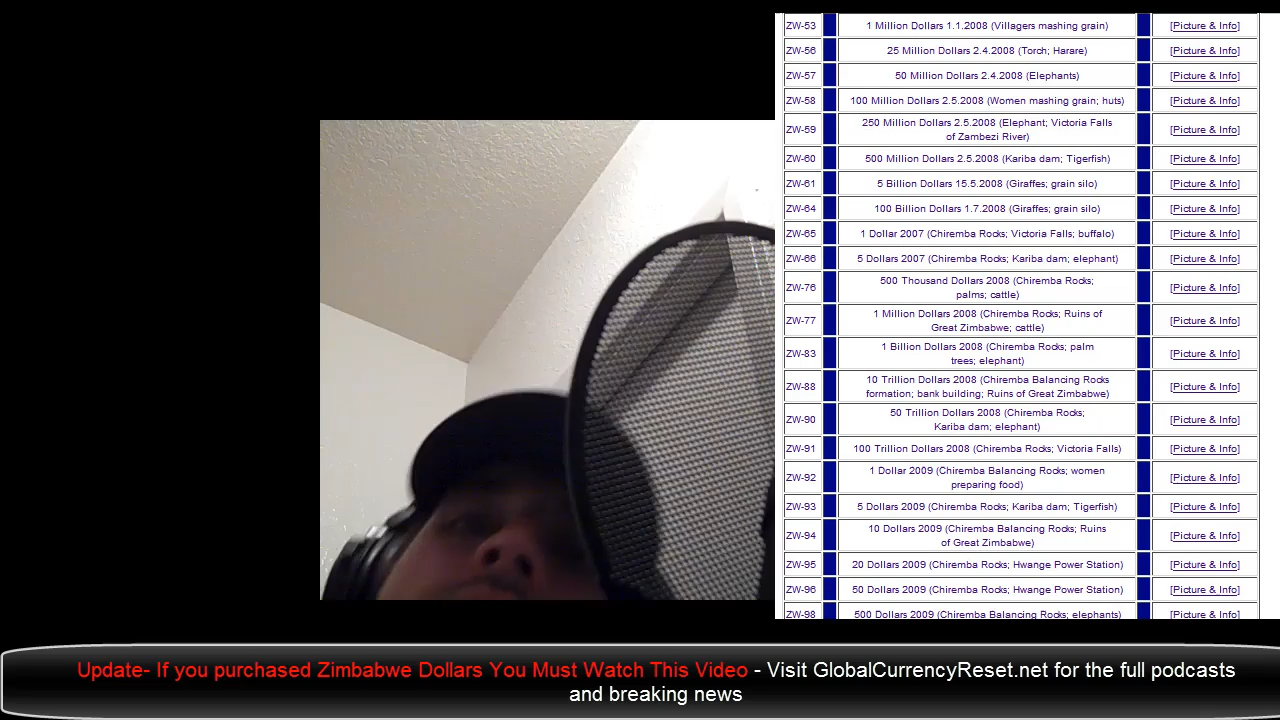 ZW-53 1 Million Dollars 1.1.2008 (Villagers mashing grain) [Picture & Info]
ZW-56 25 Million Dollars 2.4.2008 (Torch; Harare) [Picture & Info]
ZW-57 50 Million Dollars 2.4.2008 (Elephants) [Picture & Info]
ZW-58 100 Million Dollars 2.5.2008 (Women mashing grain; huts) [Picture & Info]
ZW-59 250 Million Dollars 2.5.2008 (Elephant; Victoria Falls
of Zambezi River) [Picture & Info]
ZW-60 500 Million Dollars 2.5.2008 (Kariba dam; Tigerfish) [Picture & Info]
ZW-61 5 Billion Dollars 15.5.2008 (Giraffes; grain silo) [Picture & Info]
ZW-64 100 Billion Dollars 1.7.2008 (Giraffes; grain silo) [Picture & Info]
ZW-65 1 Dollar 2007 (Chiremba Rocks; Victoria Falls; buffalo) [Picture & Info]
ZW-66 5 Dollars 2007 (Chiremba Rocks; Kariba dam; elephant) [Picture & Info]
ZW-76 500 Thousand Dollars 2008 (Chiremba Rocks;
palms; cattle) [Picture & Info]
ZW-77 1 Million Dollars 2008 (Chiremba Rocks; Ruins of
Great Zimbabwe; cattle) [Picture & Info]
ZW-83 1 Billion Dollars 2008 (Chiremba Rocks; palm
trees; elephant) [Picture & Info]
ZW-88 10 Trillion Dollars 2008 (Chiremba Balancing Rocks
formation; bank building; Ruins of Great Zimbabwe) [Picture & Info]
ZW-90 50 Trillion Dollars 2008 (Chiremba Rocks;
Kariba dam; elephant) [Picture & Info]
ZW-91 100 Trillion Dollars 2008 (Chiremba Rocks; Victoria Falls) [Picture & Info]
ZW-92 1 Dollar 2009 (Chiremba Balancing Rocks; women
preparing food) [Picture & Info]
ZW-93 5 Dollars 2009 (Chiremba Rocks; Kariba dam; Tigerfish) [Picture & Info]
ZW-94 10 Dollars 2009 (Chiremba Balancing Rocks; Ruins
of Great Zimbabwe) [Picture & Info]
ZW-95 20 Dollars 2009 (Chiremba Rocks; Hwange Power Station) [Picture & Info]
ZW-96 50 Dollars 2009 (Chiremba Rocks; Hwange Power Station) [Picture & Info]
ZW-98 500 Dollars 2009 (Chiremba Balancing Rocks; elephants) [Picture & Info]
Update- If you purchased Zimbabwe Dollars You Must Watch This Video - Visit GlobalCurrencyReset.net for the full podcasts
and breaking news